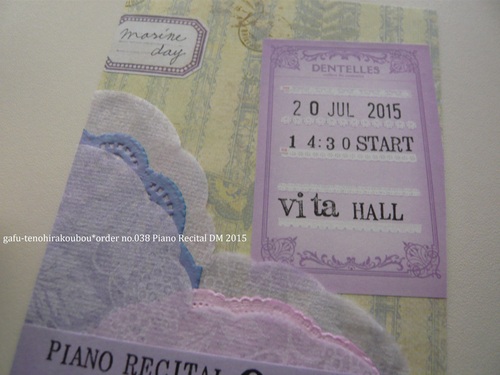 marine
day
DENTELLES
20 JUL 2015
14:30 START
vita HALL
gafu-tenohirakoubou*order no.038 Piano Recital DM 2015
PIANO RECITAL